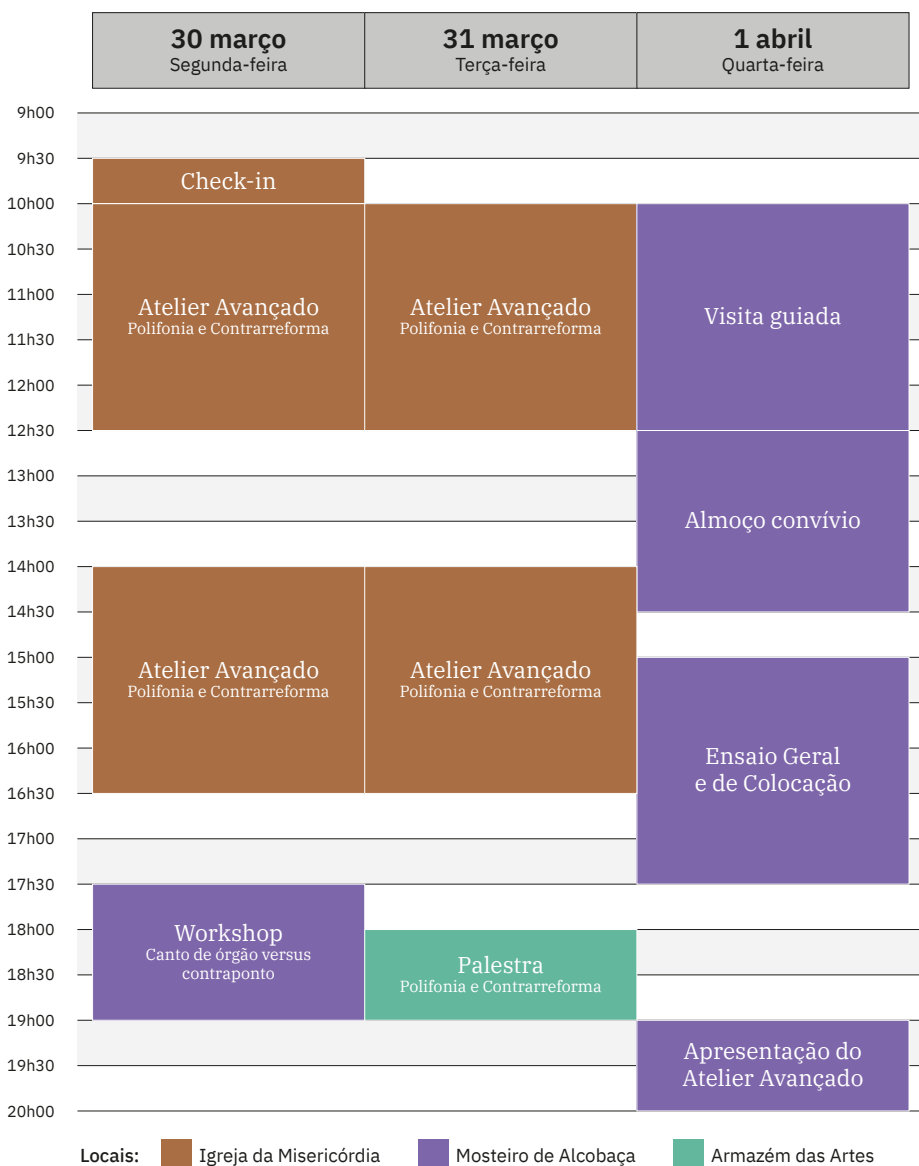 30 março
Segunda-feira
31 março
Terça-feira
1 abril
Quarta-feira
9h00
9h30
Check-in
10h00
10h30
11h00
Atelier Avançado
Polifonia e Contrarreforma
Atelier Avançado
Polifonia e Contrarreforma
Visita guiada
11h30
12h00
12h30
13h00
13h30
Almoço convívio
14h00
14h30
15h00
Atelier Avançado
Polifonia e Contrarreforma
Atelier Avançado
Polifonia e Contrarreforma
15h30
16h00
Ensaio Geral
e de Colocação
16h30
17h00
17h30
18h00
Workshop
Canto de órgão versus
contraponto
18h30
Palestra
Polifonia e Contrarreforma
19h00
19h30
Apresentação do
Atelier Avançado
20h00
Locais: Igreja da Misericórdia Mosteiro de Alcobaça Armazém das Artes